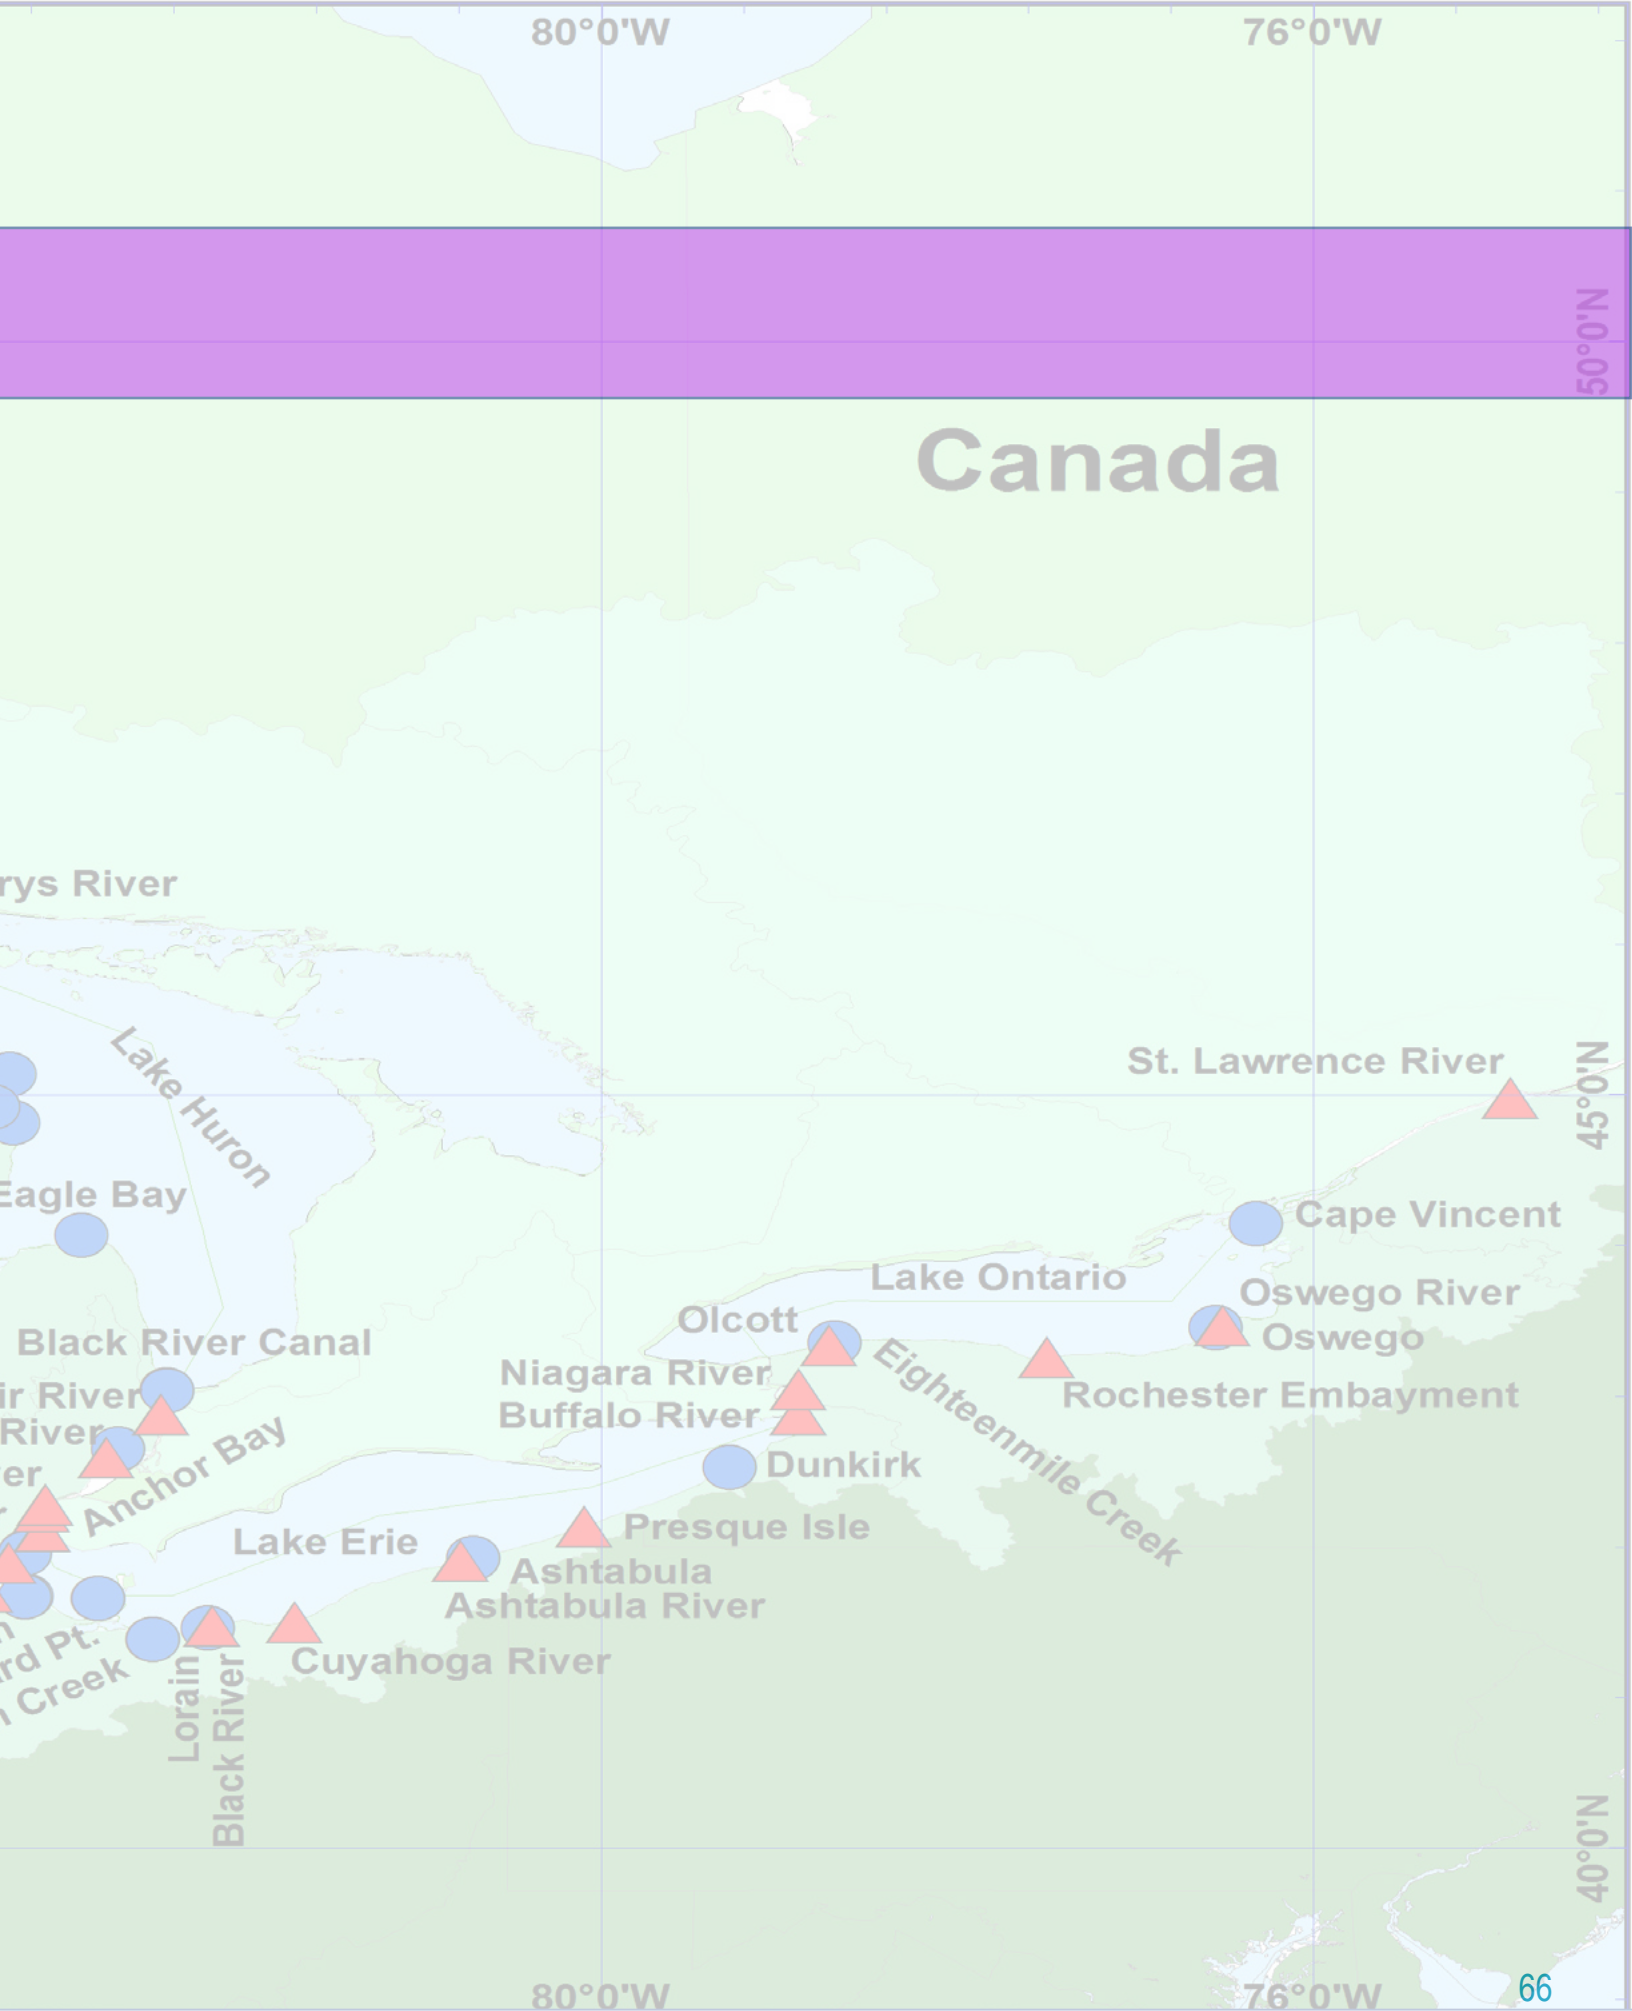 80°0'W
76°0'W
50°0'N
Canada
rys River
Lake Huron
St. Lawrence River
45°0'N
Eagle Bay
Cape Vincent
Lake Ontario
Oswego River
Olcott
Oswego
Black River Canal
Niagara River
Eighteenmile Creek
ir River
Rochester Embayment
Buffalo River
River
Anchor Bay
Dunkirk
er
Presque Isle
Lake Erie
Ashtabula
Ashtabula River
rd Pt.
Cuyahoga River
Creek
Lorain
Black River
40°0'N
80°0'W
76°0'W
66